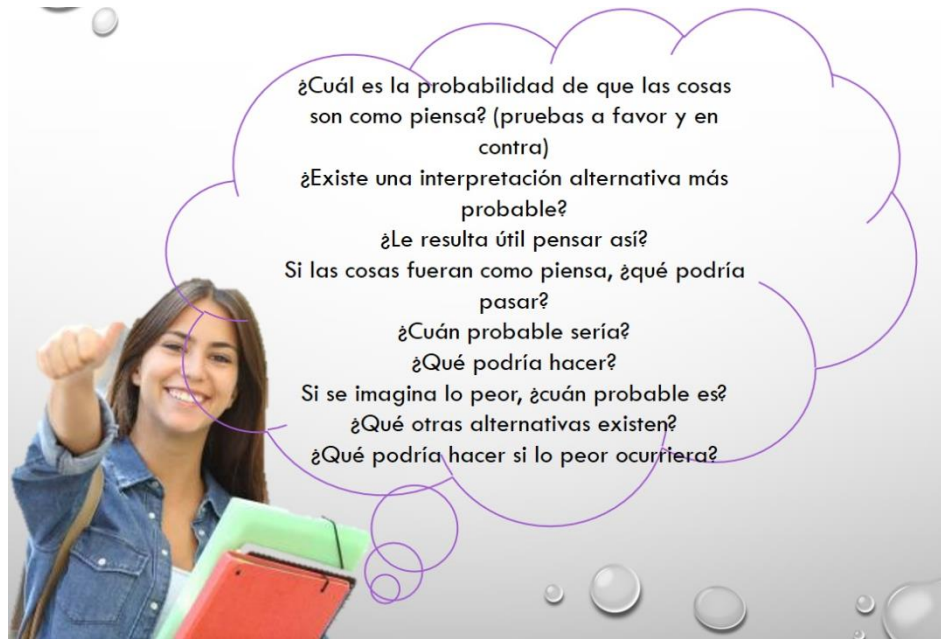 ¿Cuál es la probabilidad de que las cosas
son como piensa? (pruebas a favor y en
contra)
¿Existe una interpretación alternativa más
probable?
¿Le resulta útil pensar así?
Si las cosas fueran como piensa, ¿qué podría
pasar?
¿Cuán probable sería?
¿Qué podría hacer?
Si se imagina lo peor, ¿cuán probable es?
¿Qué otras alternativas existen?
¿Qué podría hacer si lo peor ocurriera?